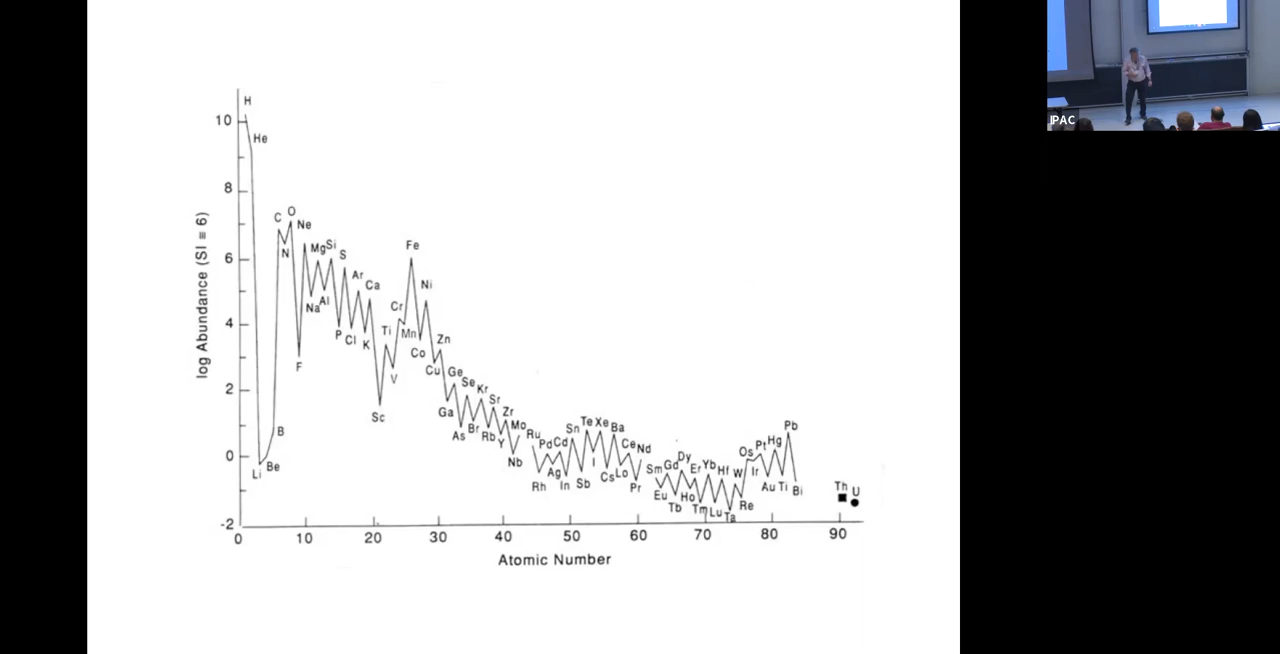 IPAC
H
10
He
8
C O
Ne
N
Mg Si
S
Fe
6
Ar
Ca
Ni
Na Al
Cr
P Cl K
Ti
Mn
4
Zn
Co
F
V
Cu
Ge Se Kr
Sr
2
Sc
Ga
As Br Rb
Zr
Y
Mo
Nb
Ru
Pd Cd
Sn
Te Xe Ba
Ce Nd
Os Pt Hg
Pb
B
0
Li Be
Rh
Ag In
Sb
I
Cs Lo Pr
Sm Gd Dy
Er Yb Hf W
Ir
Au Ti Bi
Eu
Tb
Ho
Tm Lu Ta
Re
Th U
-2
0 10 20 30 40 50 60 70 80 90
Atomic Number
log Abundance (SI ≡ 6)